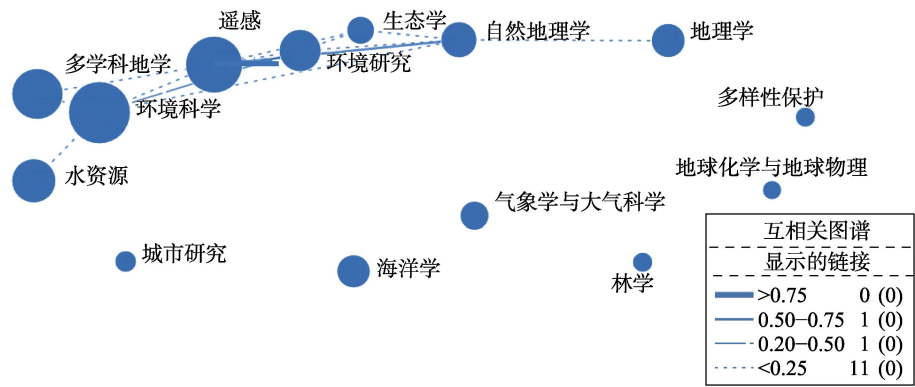 遥感
生态学
自然地理学
地理学
多学科地学
环境研究
环境科学
多样性保护
水资源
地球化学与地球物理
气象学与大气科学
城市研究
海洋学
林学
互相关图谱
显示的链接
>0.75 0 (0)
0.50−0.75 1 (0)
0.20−0.50 1 (0)
<0.25 11 (0)